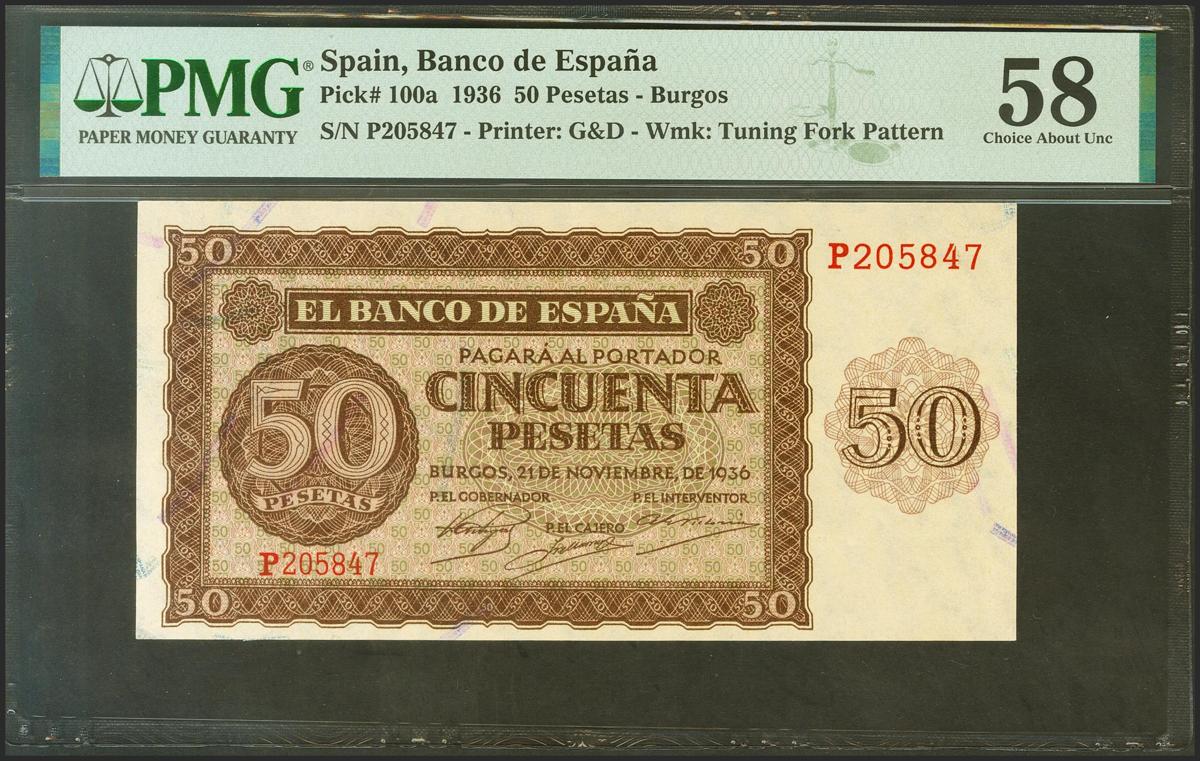 PMG®
PAPER MONEY GUARANTY
Spain, Banco de España
Pick# 100a 1936 50 Pesetas - Burgos
S/N P205847 - Printer: G&D - Wmk: Tuning Fork Pattern
58
Choice About Unc
50 50
P205847
EL BANCO DE ESPAÑA
PAGARÁ AL PORTADOR
CINCUENTA
PESETAS
50
PESETAS
50
BURGOS, 21 DE NOVIEMBRE, DE 1936
P. EL GOBERNADOR P. EL INTERVENTOR
P. EL CAJERO
P205847
50 50